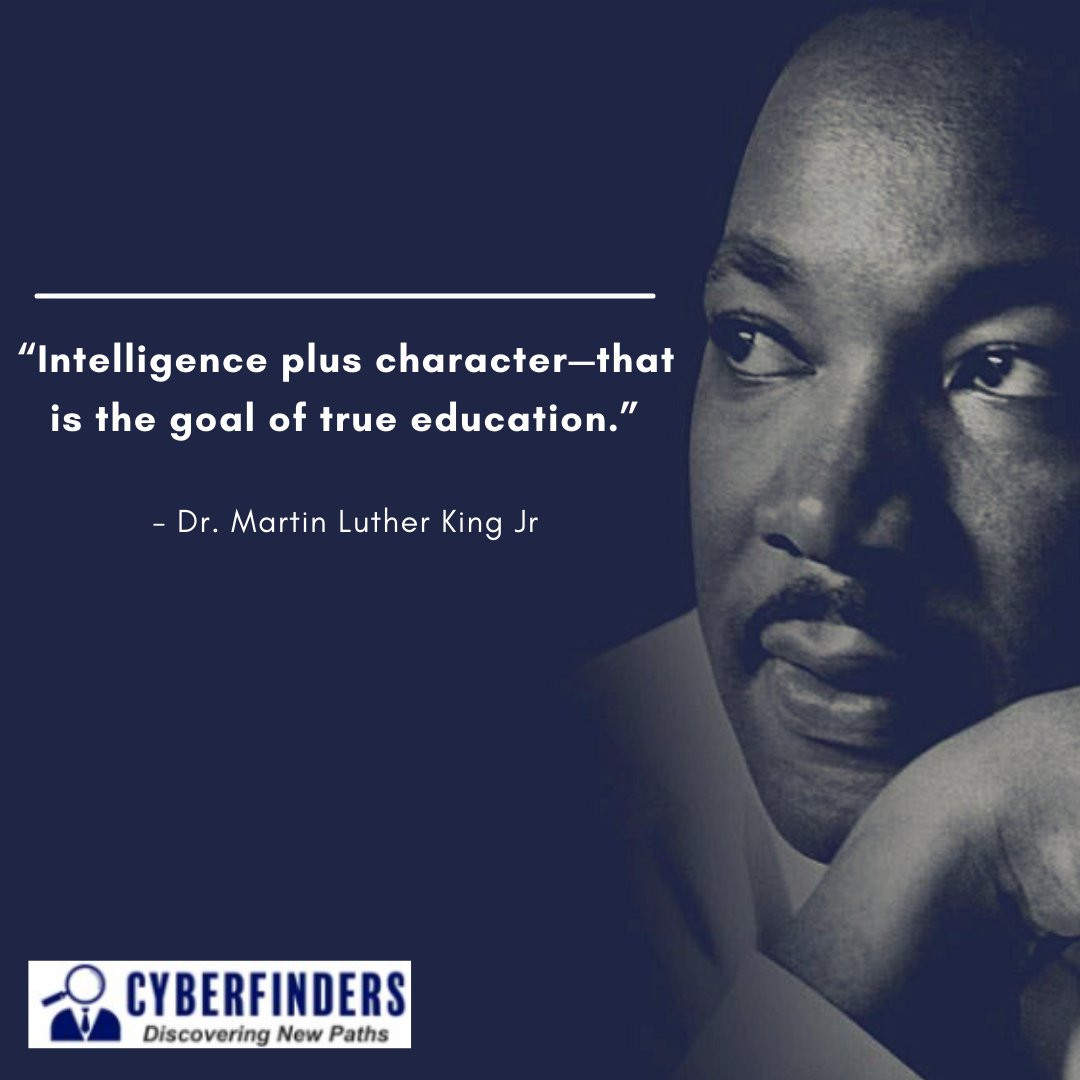 “Intelligence plus character—that
is the goal of true education.”
– Dr. Martin Luther King Jr
CYBERFINDERS
Discovering New Paths